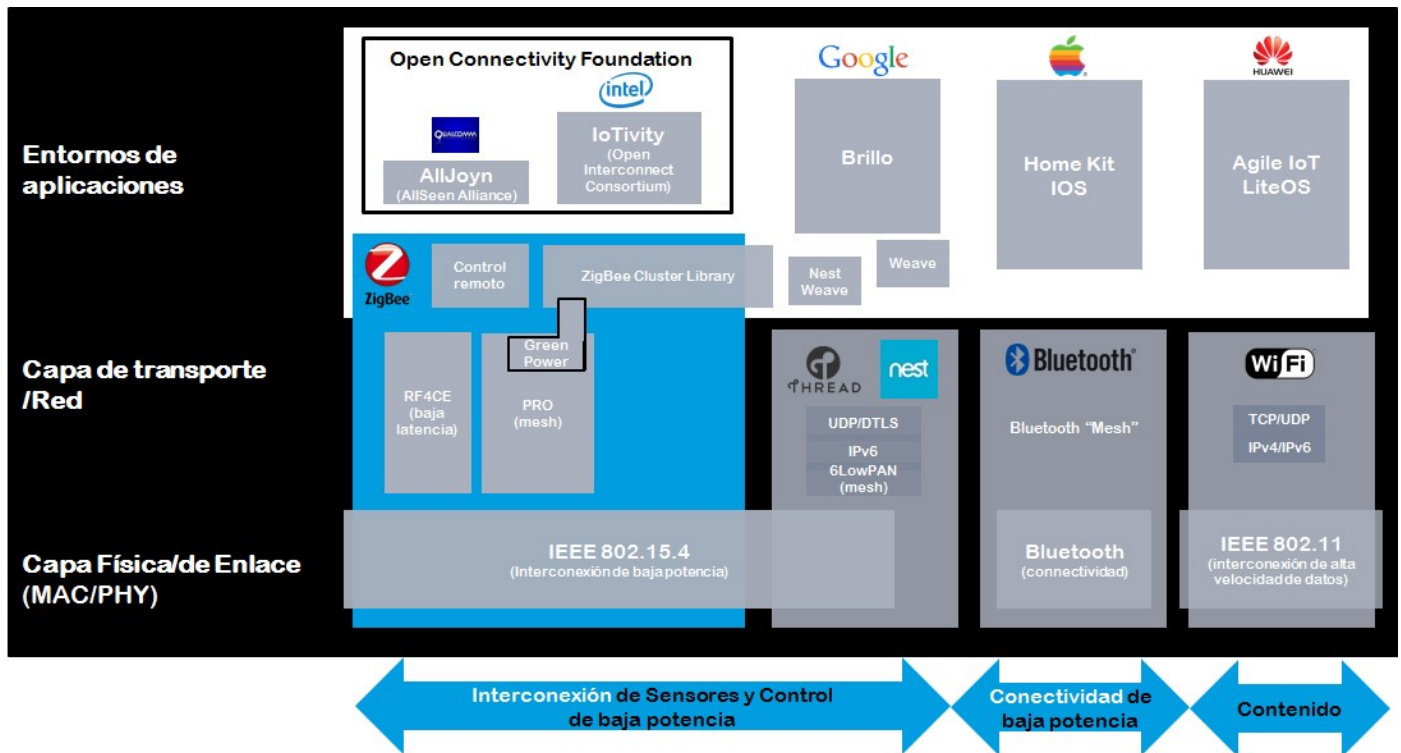 Open Connectivity Foundation
Google
HUAWEI
(intel)
QUALCOMM
Entornos de
aplicaciones
AllJoyn
(AllSeen Alliance)
IoTivity
(Open
Interconnect
Consortium)
Brillo
Home Kit
IOS
Agile IoT
LiteOS
ZigBee
Control
remoto
ZigBee Cluster Library
Nest
Weave
Weave
Capa de transporte
/Red
RF4CE
(baja
latencia)
Green
Power
PRO
(mesh)
THREAD
nest
UDP/DTLS
IPv6
6LowPAN
(mesh)
Bluetooth
Bluetooth “Mesh”
WiFi
TCP/UDP
IPv4/IPv6
Capa Física/de Enlace
(MAC/PHY)
IEEE 802.15.4
(Interconexión de baja potencia)
Bluetooth
(connectividad)
IEEE 802.11
(interconexión de alta
velocidad de datos)
Interconexión de Sensores y Control
de baja potencia
Conectividad de
baja potencia
Contenido